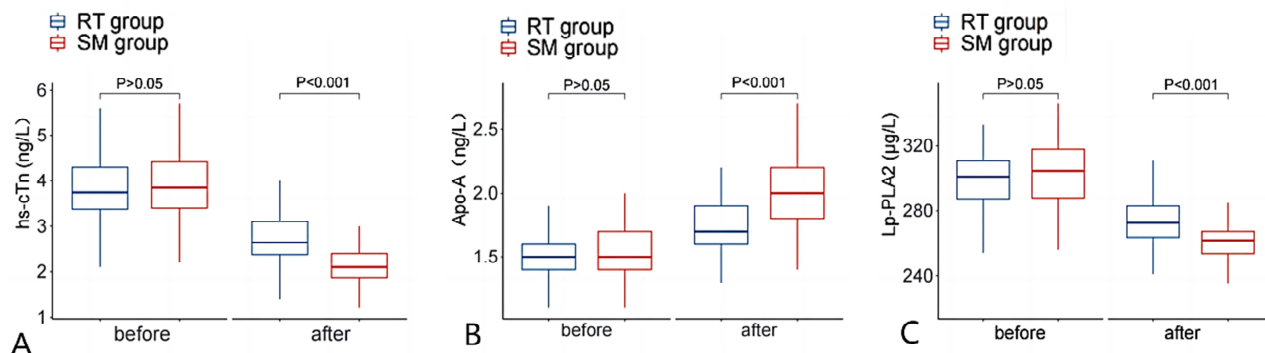 RT group
SM group
P>0.05
P<0.001
hs-c-Tn (ng/L)
6
5
4
3
2
1
before
after
A
RT group
SM group
P>0.05
P<0.001
Apo-A (ng/L)
2.5
2.0
1.5
before
after
B
RT group
SM group
P>0.05
P<0.001
Lp-PLA2 (μg/L)
320
280
240
before
after
C